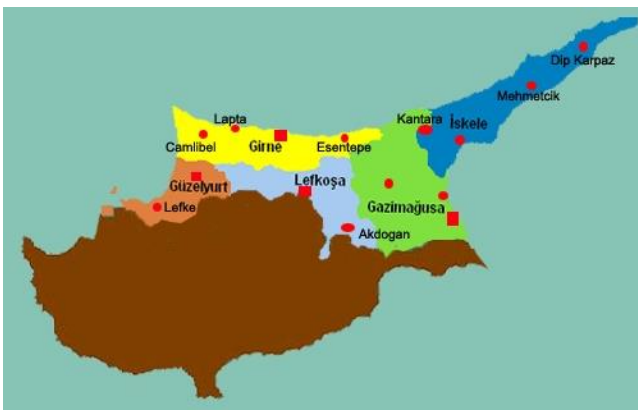 Dip Karpaz
Mehmetcik
Kantara
İskele
Lapta
Camlibel
Girne
Esentepe
Güzelyurt
Lefkoşa
Lefke
Gazimağusa
Akdogan